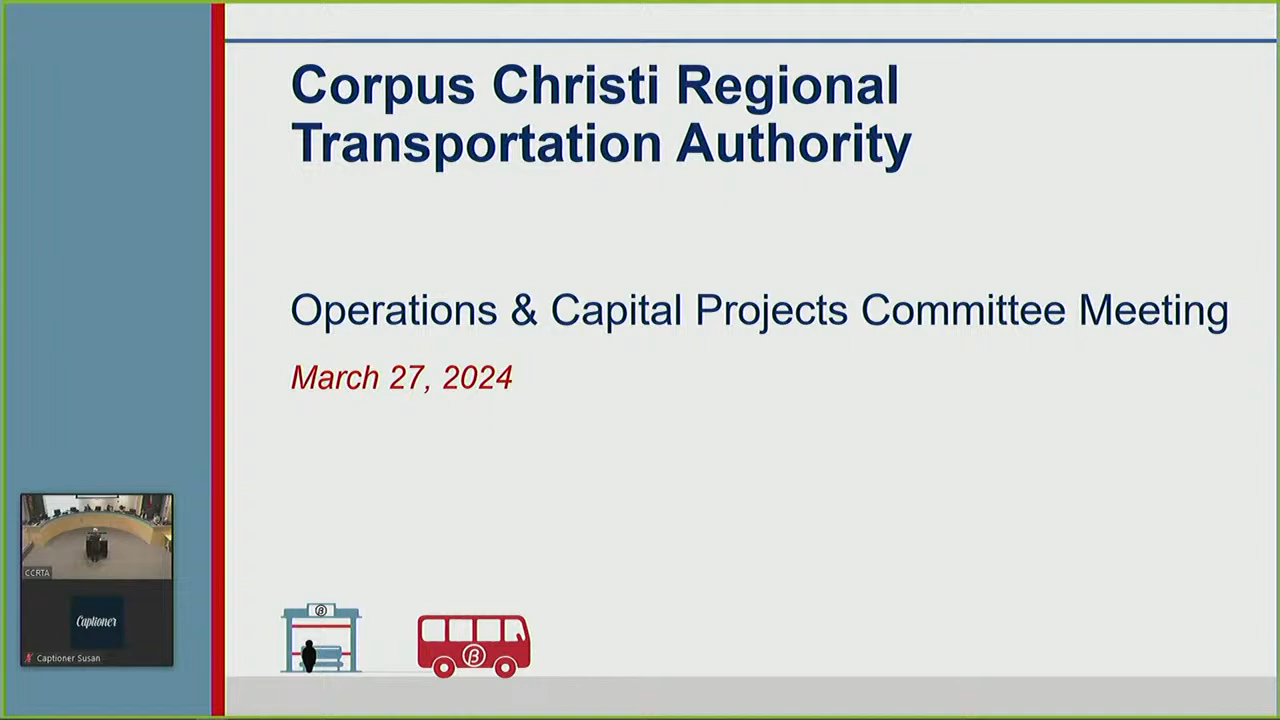 Corpus Christi Regional
Transportation Authority
Operations & Capital Projects Committee Meeting
March 27, 2024
CCRTA
Captioner
Captioner Susan